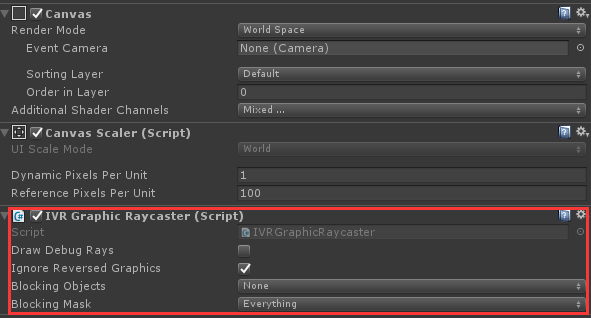 Canvas
Render Mode World Space
Event Camera None (Camera)
Sorting Layer Default
Order in Layer 0
Additional Shader Channels Mixed ...
Canvas Scaler (Script)
UI Scale Mode World
Dynamic Pixels Per Unit 1
Reference Pixels Per Unit 100
IVR Graphic Raycaster (Script)
Script IVRGraphicRaycaster
Draw Debug Rays
Ignore Reversed Graphics
Blocking Objects None
Blocking Mask Everything